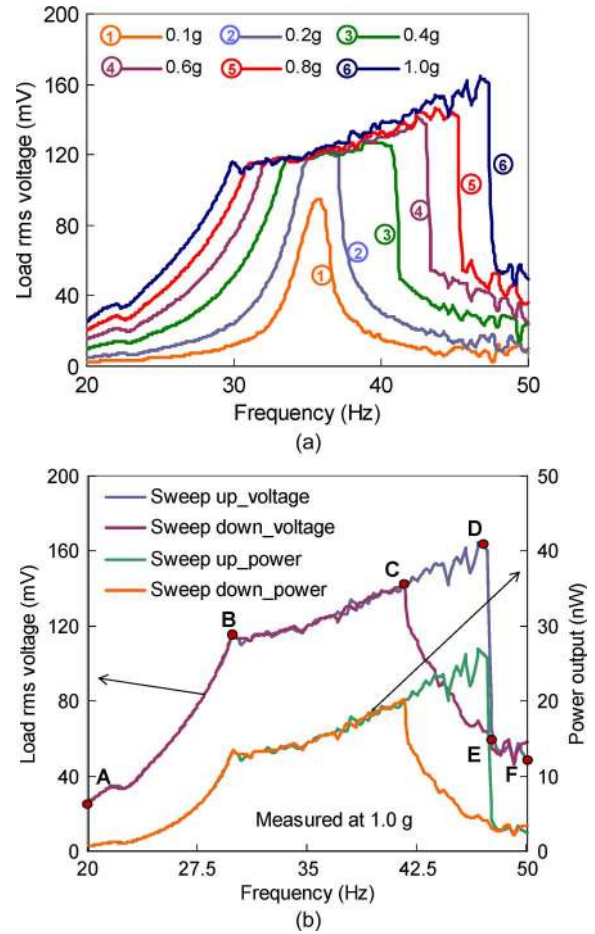 200
160
120
80
40
0
Load rms voltage (mV)
1 0.1g 2 0.2g 3 0.4g
4 0.6g 5 0.8g 6 1.0g
1 2 3 4 5 6
20 30 40 50
Frequency (Hz)
(a)
200
160
120
80
40
0
Load rms voltage (mV)
Sweep up_voltage
Sweep down_voltage
Sweep up_power
Sweep down_power
A
B
C
D
E
F
Measured at 1.0 g
50
40
30
20
10
0
Power output (nW)
20 27.5 35 42.5 50
Frequency (Hz)
(b)